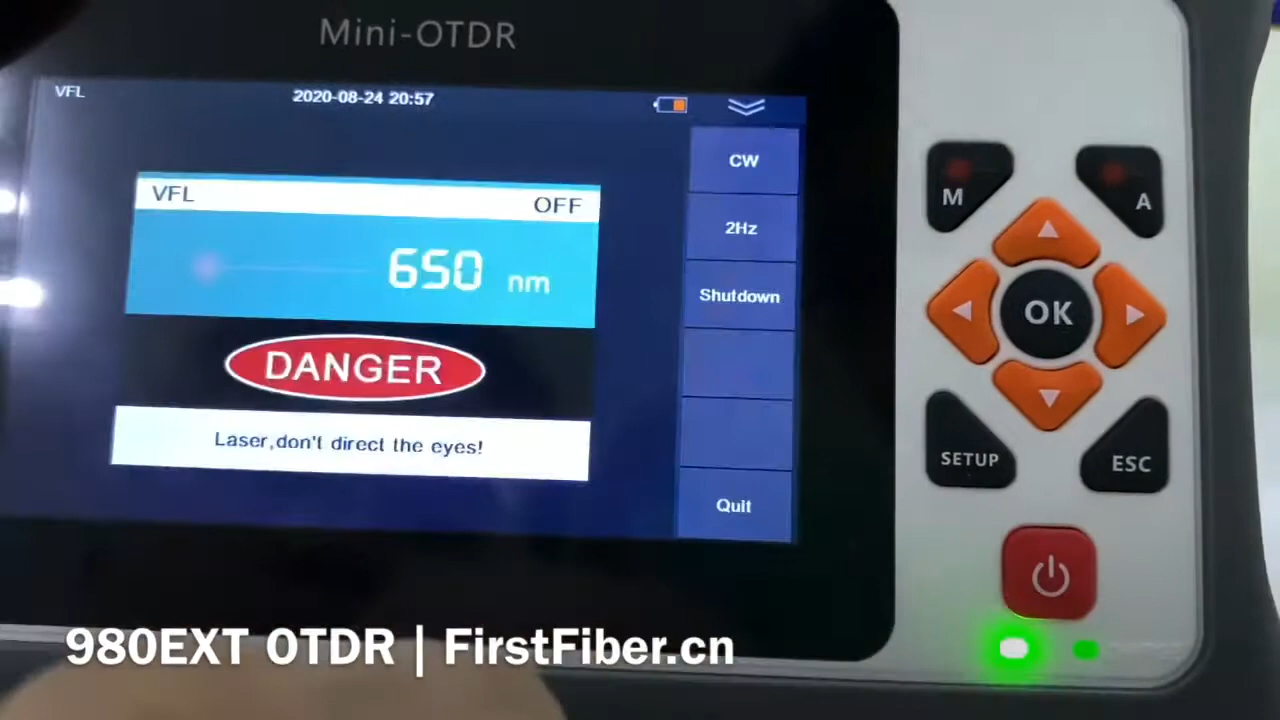 Mini-OTDR
VFL
2020-08-24 20:57
VFL
OFF
650 nm
DANGER
Laser,don't direct the eyes!
CW
2Hz
Shutdown
Quit
M
A
OK
SETUP
ESC
980EXT OTDR | FirstFiber.cn